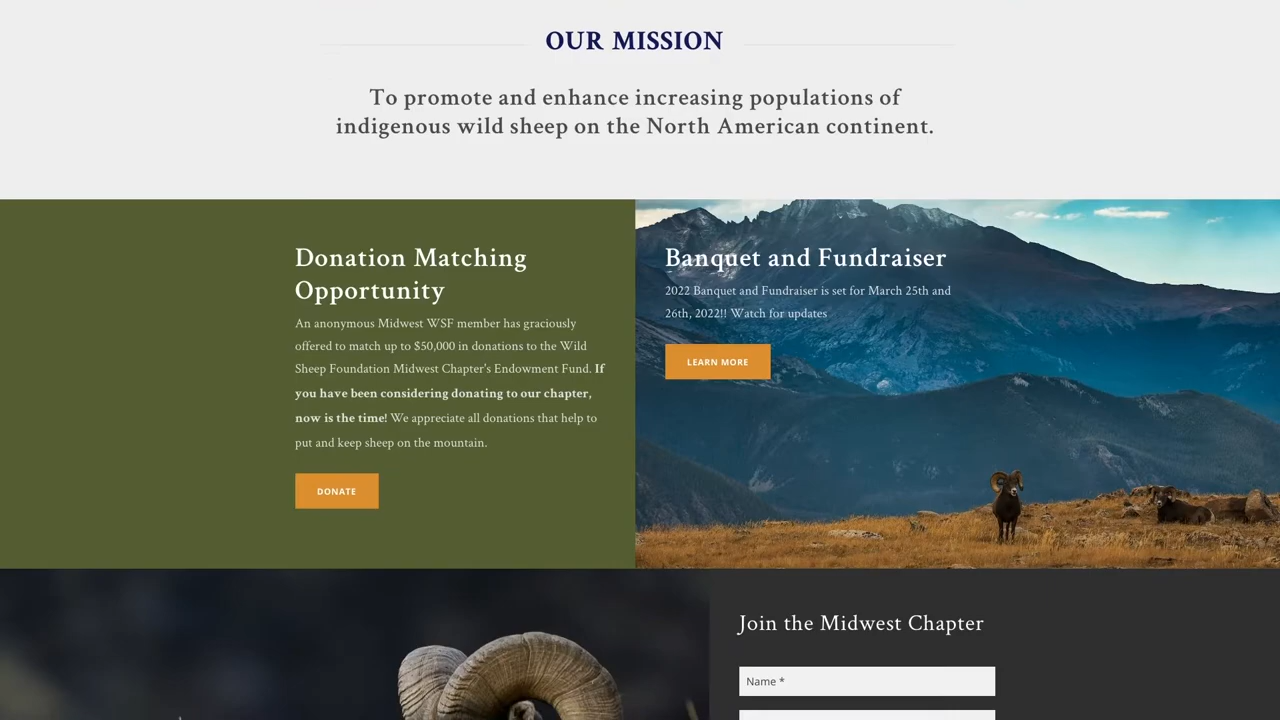 OUR MISSION
To promote and enhance increasing populations of
indigenous wild sheep on the North American continent.
Donation Matching
Opportunity
An anonymous Midwest WSF member has graciously
offered to match up to $50,000 in donations to the Wild
Sheep Foundation Midwest Chapter's Endowment Fund. If
you have been considering donating to our chapter,
now is the time! We appreciate all donations that help to
put and keep sheep on the mountain.
DONATE
Banquet and Fundraiser
2022 Banquet and Fundraiser is set for March 25th and
26th, 2022!! Watch for updates
LEARN MORE
Join the Midwest Chapter
Name *